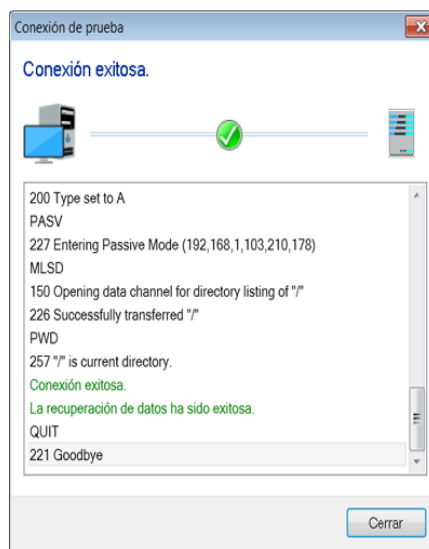 Conexión de prueba
Conexión exitosa.
200 Type set to A
PASV
227 Entering Passive Mode (192,168,1,103,210,178)
MLSD
150 Opening data channel for directory listing of "/"
226 Successfully transferred "/"
PWD
257 "/" is current directory.
Conexión exitosa.
La recuperación de datos ha sido exitosa.
QUIT
221 Goodbye
Cerrar